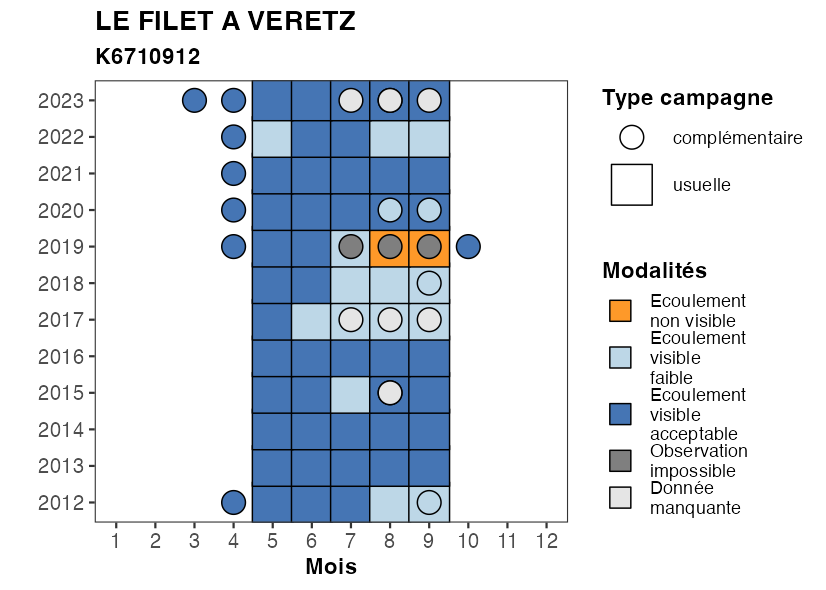 LE FILET A VERETZ
K6710912
2023
2022
2021
2020
2019
2018
2017
2016
2015
2014
2013
2012
1 2 3 4 5 6 7 8 9 10 11 12
Mois
Type campagne
complémentaire
usuelle
Modalités
Ecoulement
non visible
Ecoulement
visible
faible
Ecoulement
visible
acceptable
Observation
impossible
Donnée
manquante